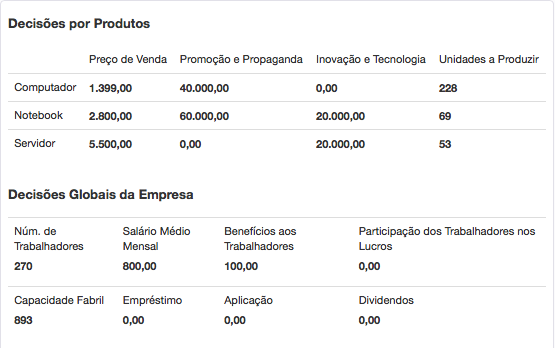 Decisões por Produtos
Preço de Venda Promoção e Propaganda Inovação e Tecnologia Unidades a Produzir
Computador 1.399,00 40.000,00 0,00 228
Notebook 2.800,00 60.000,00 20.000,00 69
Servidor 5.500,00 0,00 20.000,00 53
Decisões Globais da Empresa
Núm. de Salário Médio Benefícios aos Participação dos Trabalhadores nos
Trabalhadores Mensal Trabalhadores Lucros
270 800,00 100,00 0,00
Capacidade Fabril Empréstimo Aplicação Dividendos
893 0,00 0,00 0,00